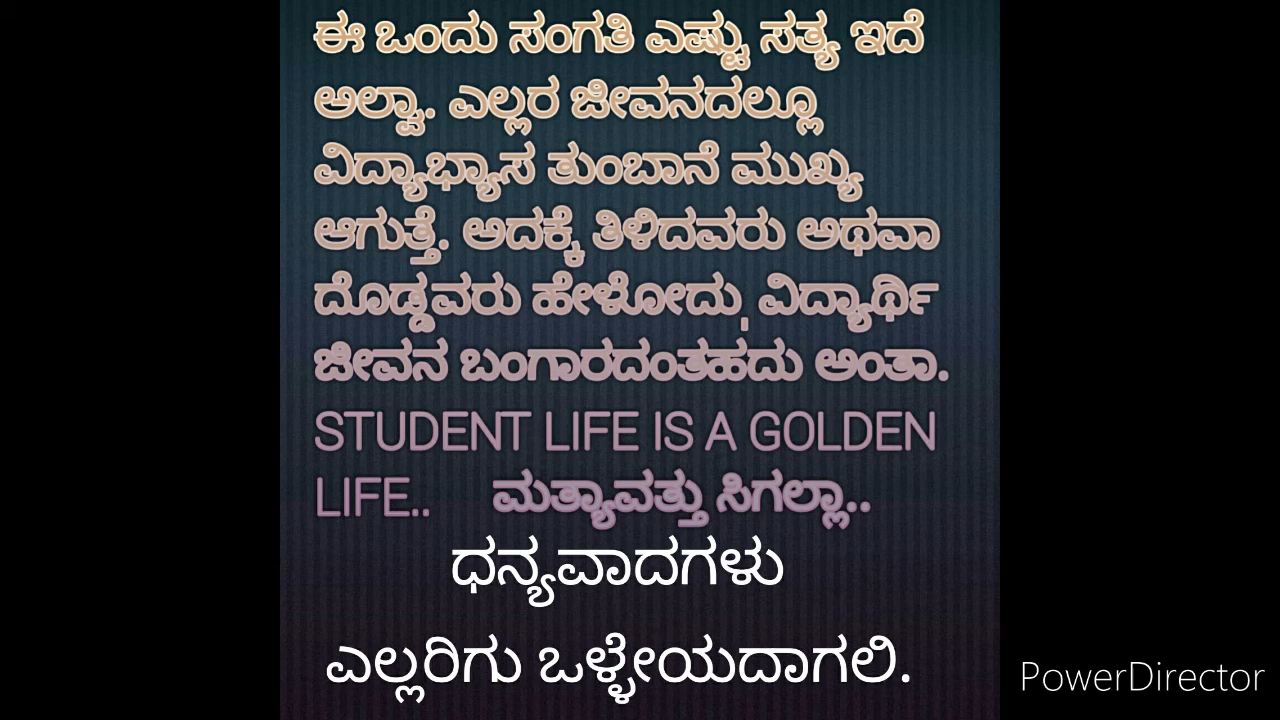 ಈ ಒಂದು ಸಂಗತಿ ಎಷ್ಟು ಸತ್ಯ ಇದೆ
ಅಲ್ವಾ. ಎಲ್ಲರ ಜೀವನದಲ್ಲೂ
ವಿದ್ಯಾಭ್ಯಾಸ ತುಂಬಾನೆ ಮುಖ್ಯ
ಆಗುತ್ತೆ. ಅದಕ್ಕೆ ತಿಳಿದವರು ಅಥವಾ
ದೊಡ್ಡವರು ಹೇಳೋದು, ವಿದ್ಯಾರ್ಥಿ
ಜೀವನ ಬಂಗಾರದಂತಹದು ಅಂತಾ.
STUDENT LIFE IS A GOLDEN
LIFE.. ಮತ್ಯಾವತ್ತು ಸಿಗಲ್ಲಾ..
ಧನ್ಯವಾದಗಳು
ಎಲ್ಲರಿಗು ಒಳ್ಳೇಯದಾಗಲಿ.
PowerDirector